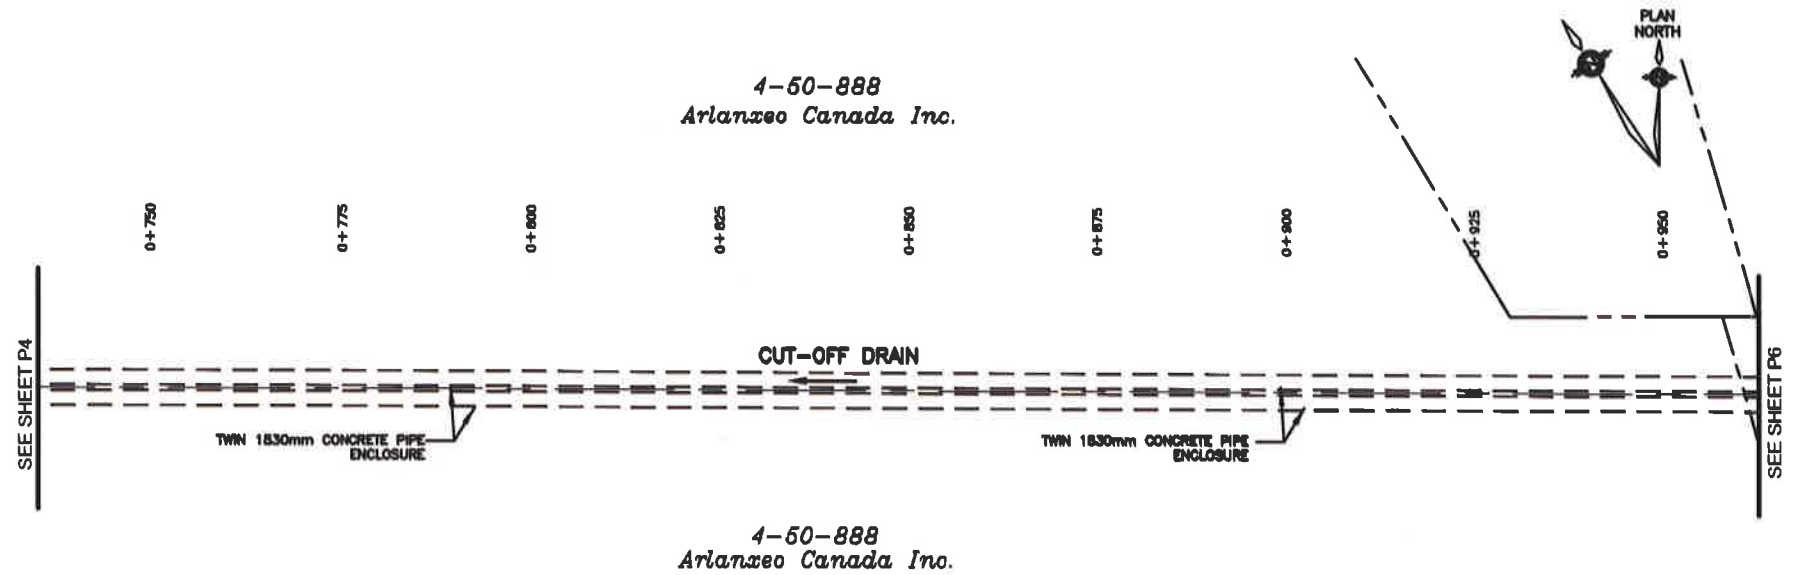 PLAN
NORTH
4-50-888
Arlanxeo Canada Inc.
0+750
0+775
0+800
0+825
0+850
0+875
0+900
0+925
0+950
SEE SHEET P4
CUT-OFF DRAIN
SEE SHEET P6
TWIN 1830mm CONCRETE PIPE
ENCLOSURE
TWIN 1830mm CONCRETE PIPE
ENCLOSURE
4-50-888
Arlanxeo Canada Inc.